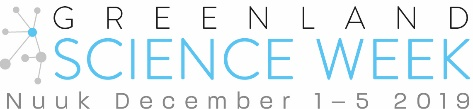 GREENLAND
SCIENCE WEEK
Nuuk December 1–5 2019